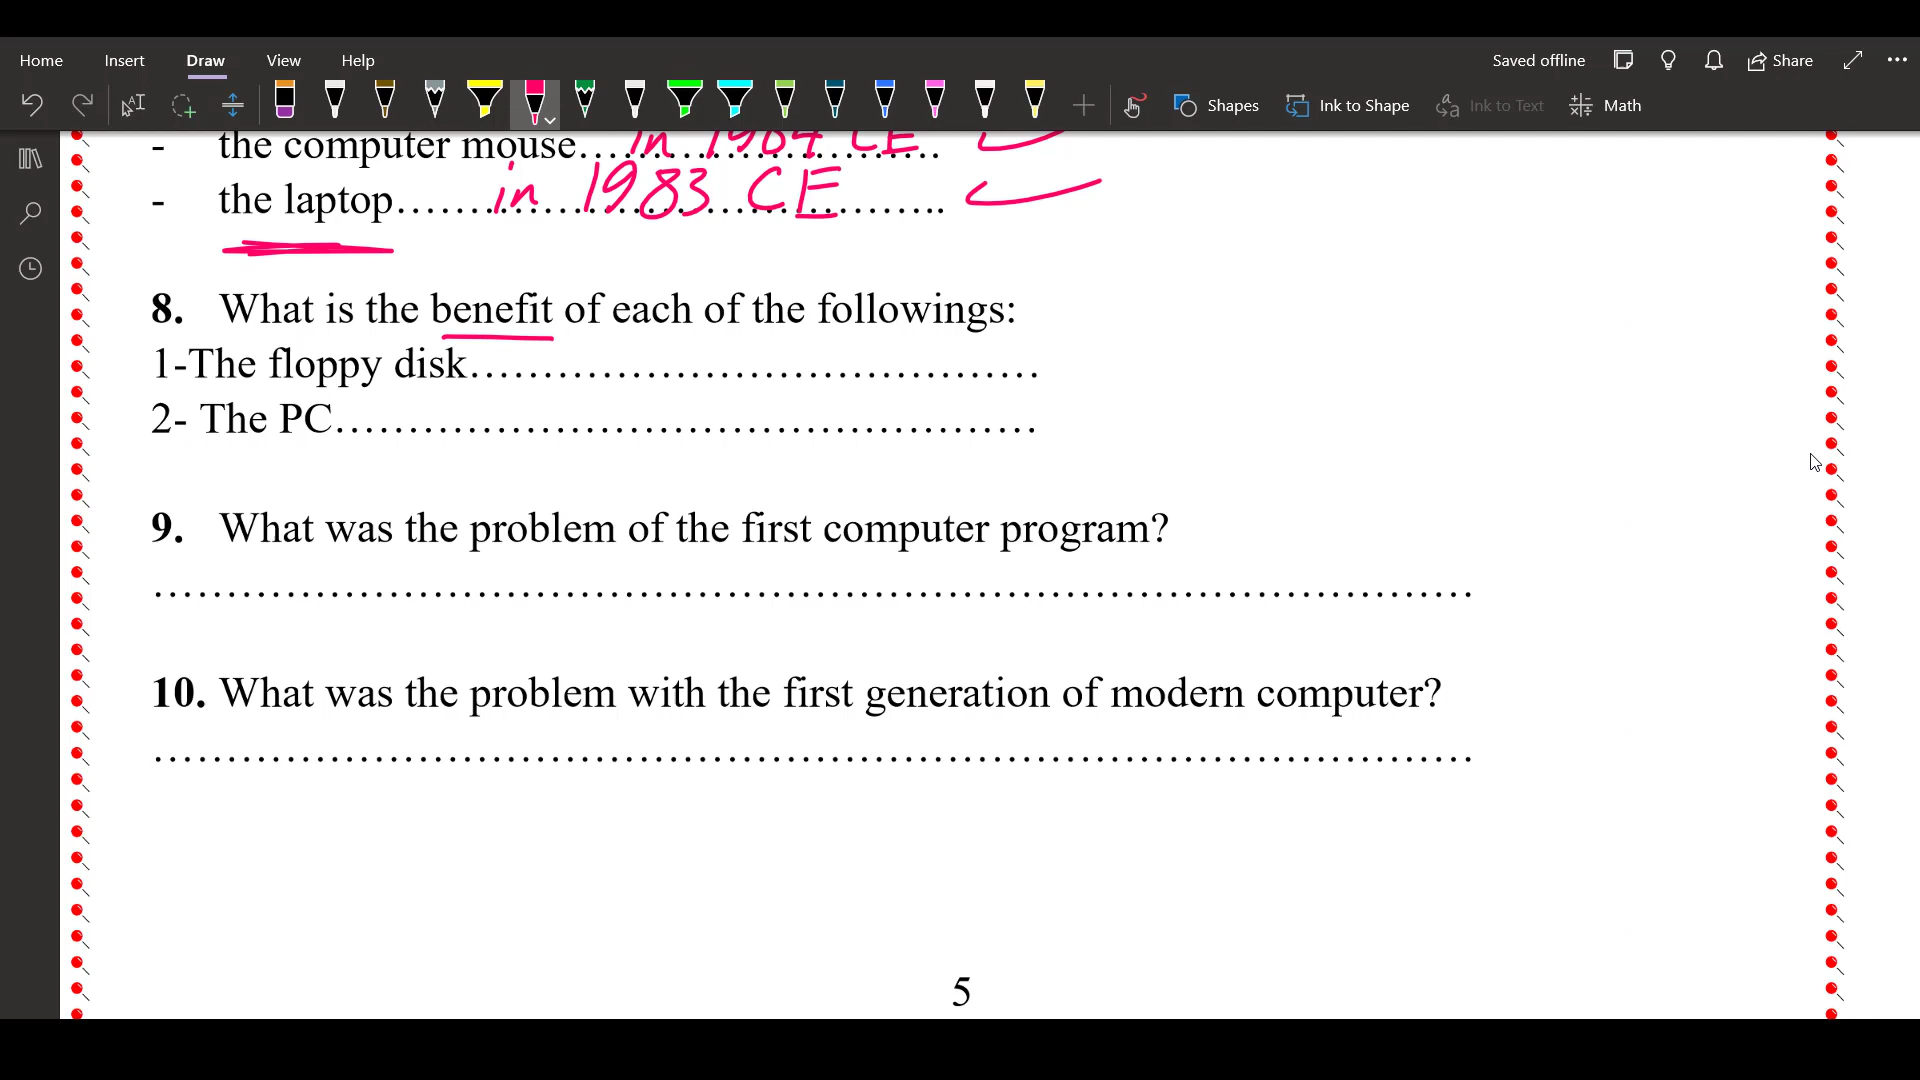 Home Insert Draw View Help Saved offline Share
Shapes Ink to Shape Ink to Text Math
- the computer mouse.... in 1964 CE
- the laptop.... in 1983 CE
8. What is the benefit of each of the followings:
1-The floppy disk........................................
2- The PC................................................
9. What was the problem of the first computer program?
..........................................................................................
10. What was the problem with the first generation of modern computer?
..........................................................................................
5